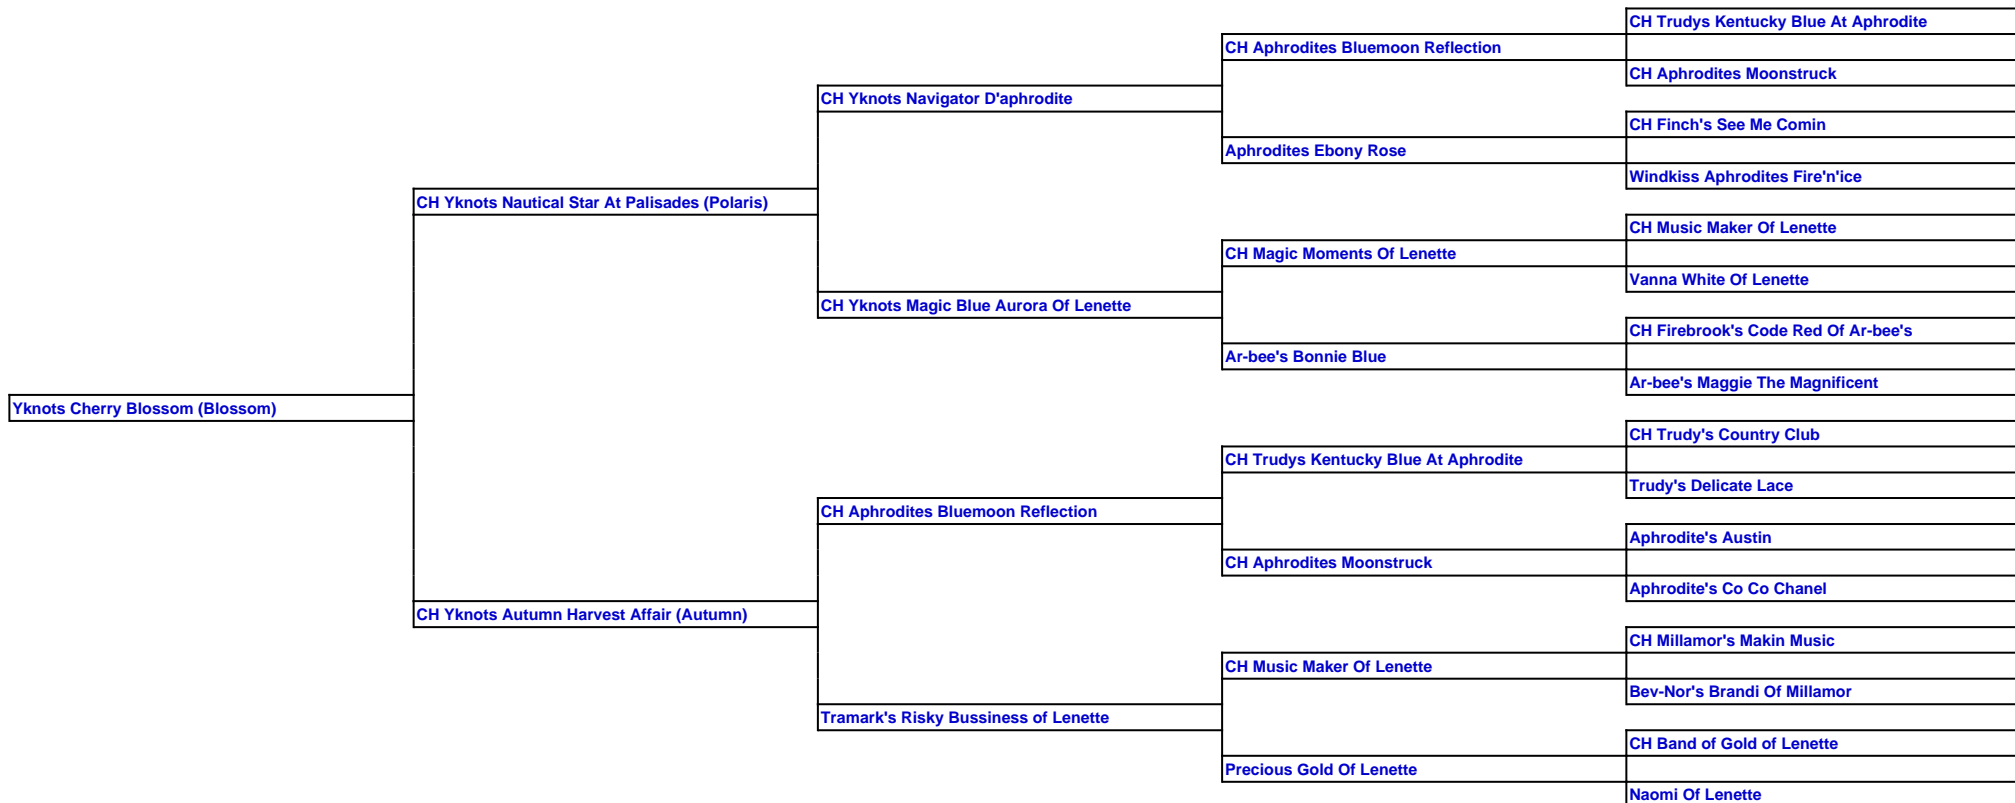 CH Trudys Kentucky Blue At Aphrodite
CH Aphrodites Bluemoon Reflection
CH Aphrodites Moonstruck
CH Yknots Navigator D'aphrodite
CH Finch's See Me Comin
Aphrodites Ebony Rose
Windkiss Aphrodites Fire'n'ice
CH Yknots Nautical Star At Palisades (Polaris)
CH Music Maker Of Lenette
CH Magic Moments Of Lenette
Vanna White Of Lenette
CH Yknots Magic Blue Aurora Of Lenette
CH Firebrook's Code Red Of Ar-bee's
Ar-bee's Bonnie Blue
Ar-bee's Maggie The Magnificent
Yknots Cherry Blossom (Blossom)
CH Trudy's Country Club
CH Trudys Kentucky Blue At Aphrodite
Trudy's Delicate Lace
CH Aphrodites Bluemoon Reflection
Aphrodite's Austin
CH Aphrodites Moonstruck
Aphrodite's Co Co Chanel
CH Yknots Autumn Harvest Affair (Autumn)
CH Millamor's Makin Music
CH Music Maker Of Lenette
Bev-Nor's Brandi Of Millamor
Tramark's Risky Bussiness of Lenette
CH Band of Gold of Lenette
Precious Gold Of Lenette
Naomi Of Lenette